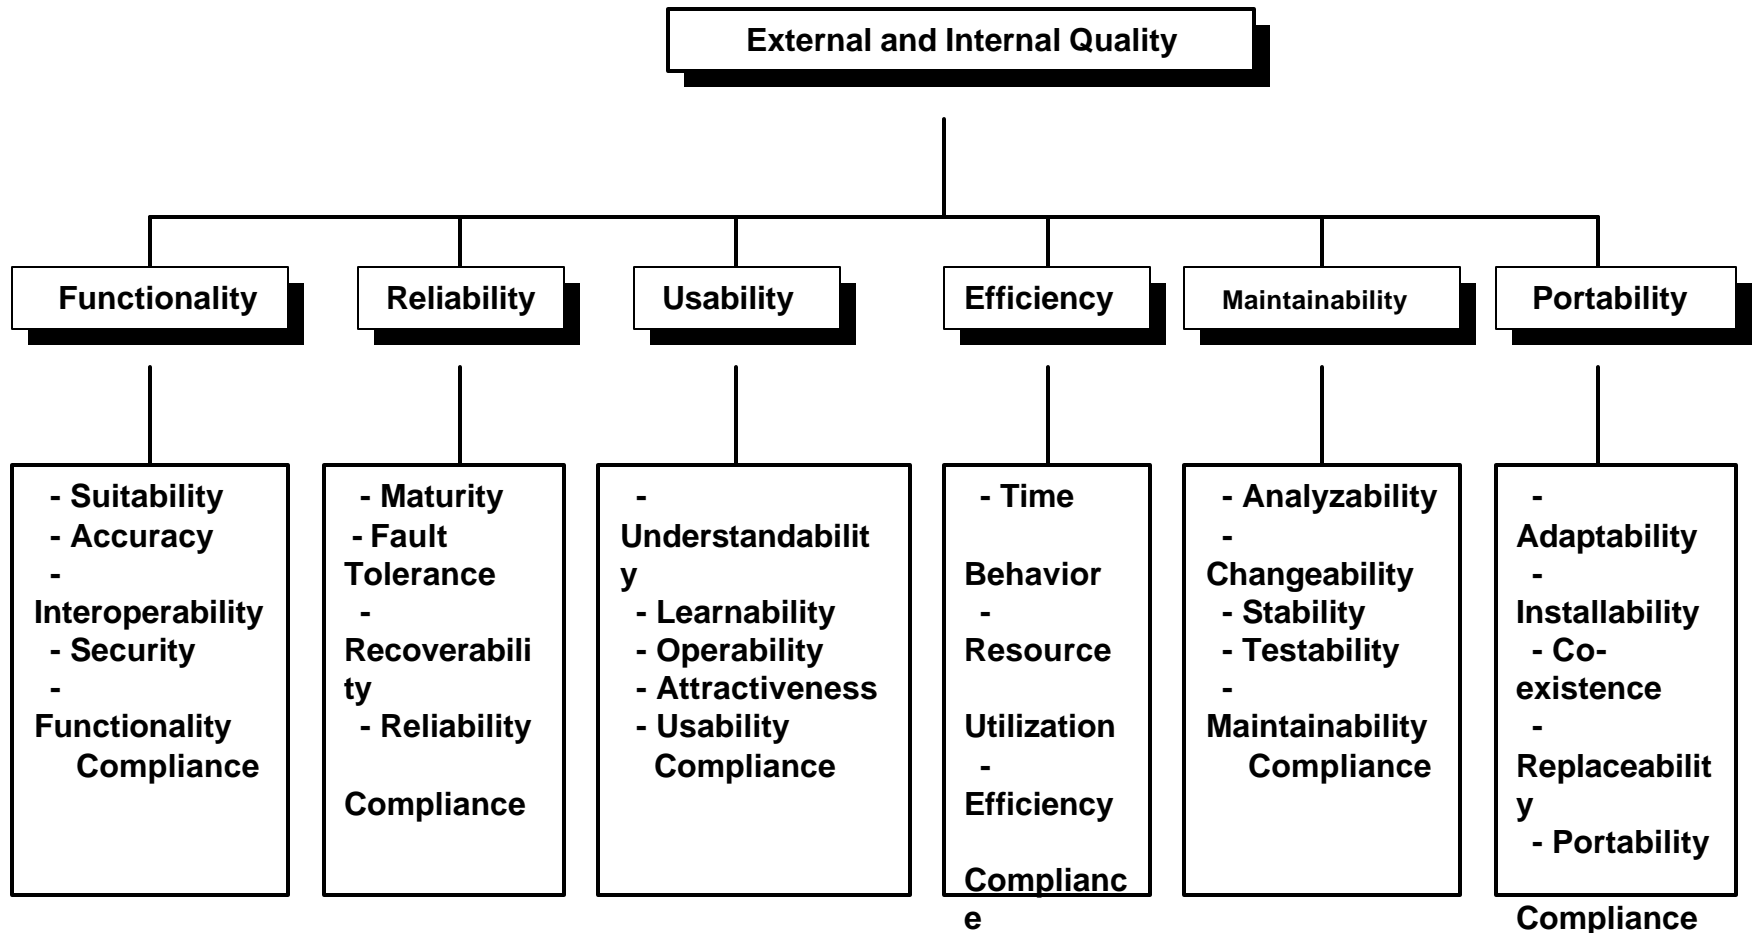 External and Internal Quality
Functionality
Reliability
Usability
Efficiency
Maintainability
Portability
- Suitability
- Accuracy
-
Interoperability
- Security
-
Functionality
Compliance
- Maturity
- Fault
Tolerance
-
Recoverabili
ty
- Reliability
Compliance
-
Understandabilit
y
- Learnability
- Operability
- Attractiveness
- Usability
Compliance
- Time
Behavior
-
Resource
Utilization
-
Efficiency
Complianc
e
- Analyzability
-
Changeability
- Stability
- Testability
-
Maintainability
Compliance
-
Adaptability
-
Installability
- Co-
existence
-
Replaceabilit
y
- Portability
Compliance